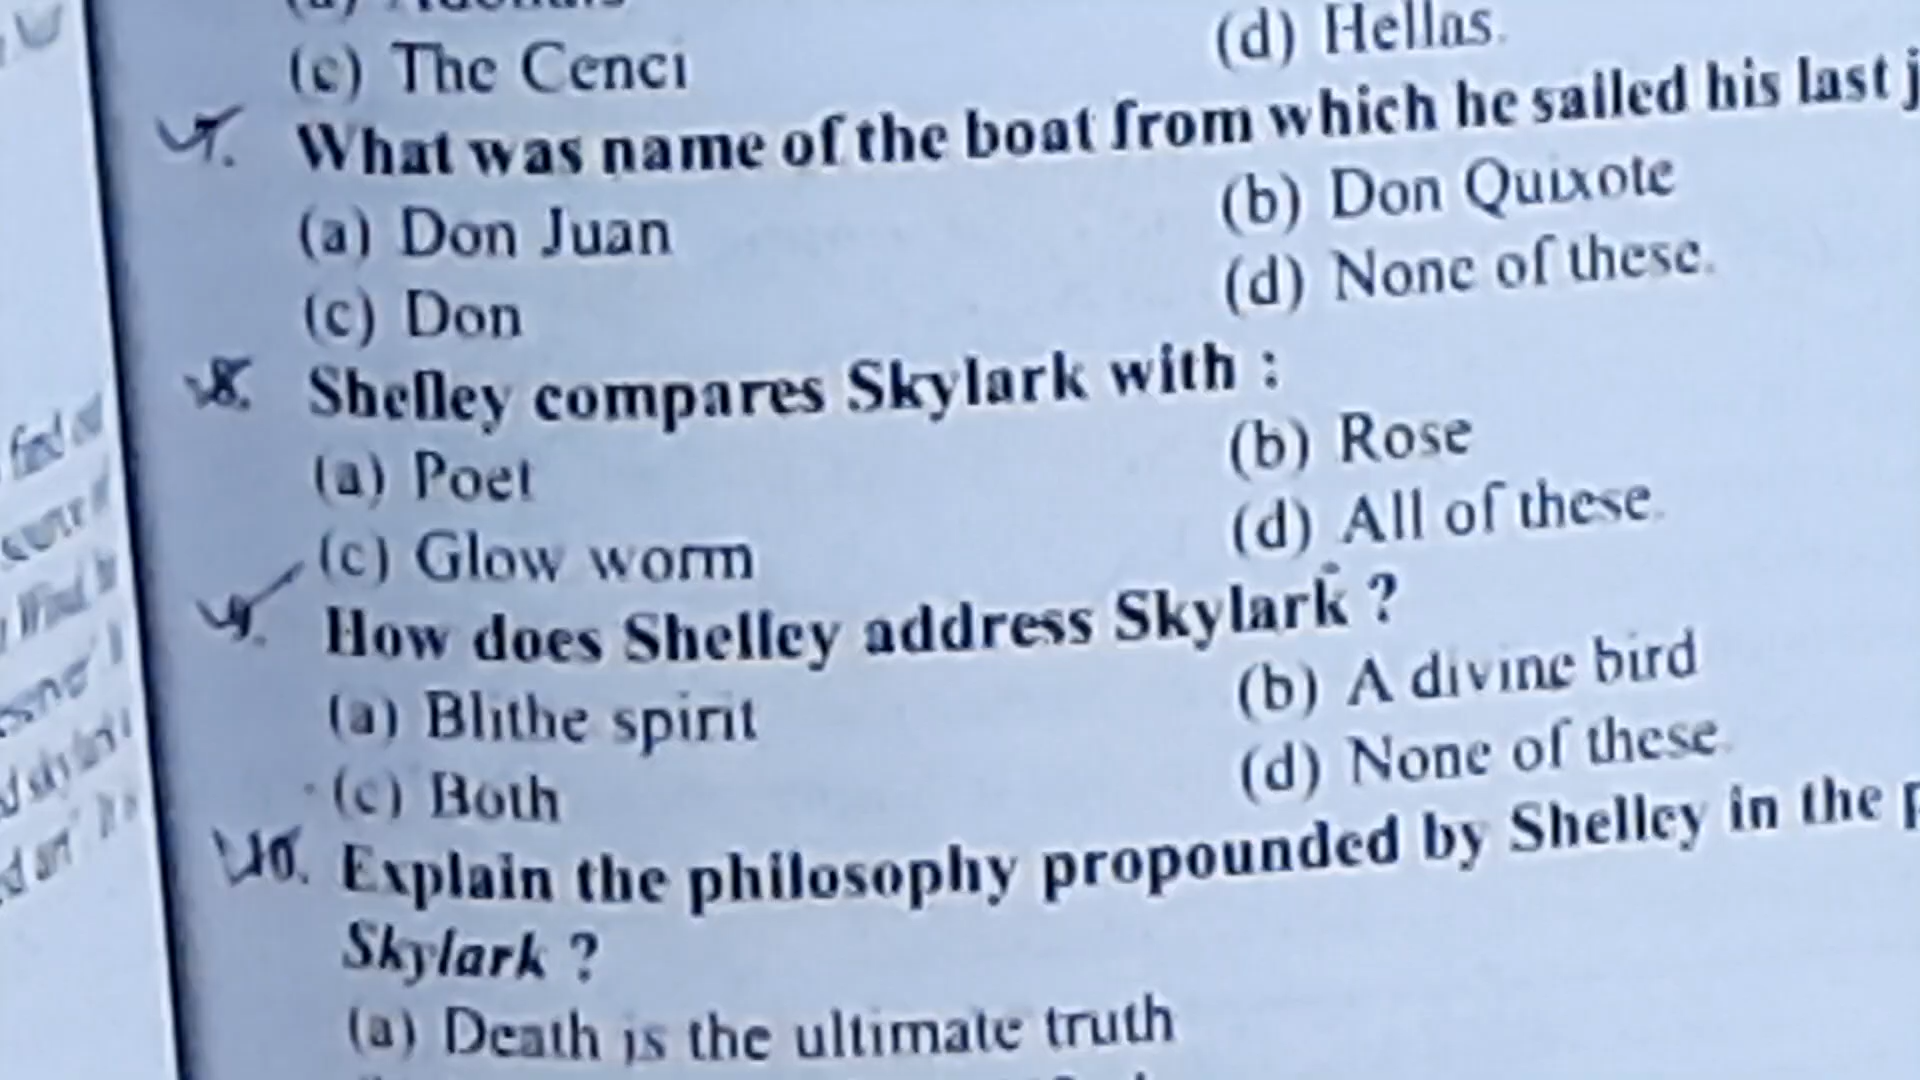 (c) The Cenci
(d) Hellas.
7. What was name of the boat from which he sailed his last j
(a) Don Juan
(b) Don Quixote
(c) Don
(d) None of these.
8. Shelley compares Skylark with :
(a) Poet
(b) Rose
(c) Glow worm
(d) All of these.
9. How does Shelley address Skylark ?
(a) Blithe spirit
(b) A divine bird
(c) Both
(d) None of these.
10. Explain the philosophy propounded by Shelley in the
Skylark ?
(a) Death is the ultimate truth